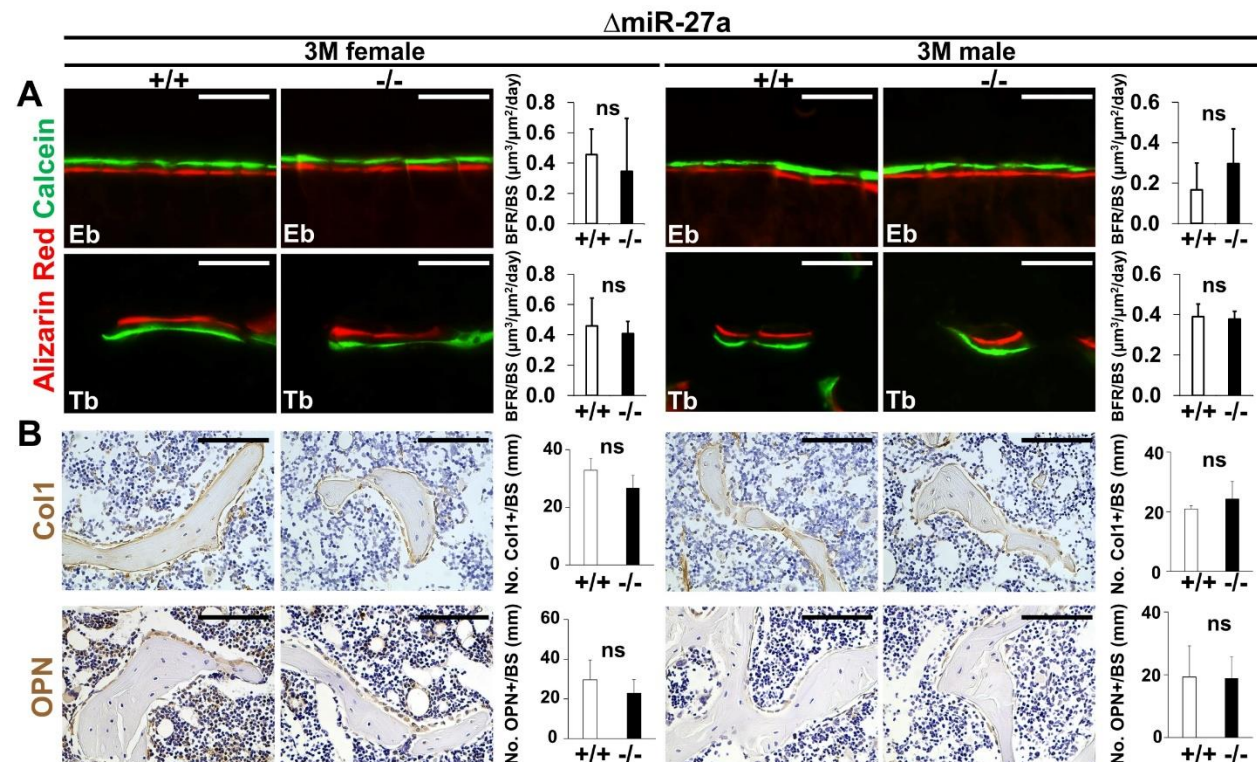 ΔmiR-27a
3M female
3M male
+/+
-/-
+/+
-/-
A
Alizarin Red Calcein
Eb
Eb
0.8
0.6
0.4
0.2
0.0
BFR/BS (µm³/µm²/day)
ns
+/+ -/-
Eb
Eb
0.8
0.6
0.4
0.2
0.0
BFR/BS (µm³/µm²/day)
ns
+/+ -/-
Tb
Tb
0.8
0.6
0.4
0.2
0.0
BFR/BS (µm³/µm²/day)
ns
+/+ -/-
Tb
Tb
0.8
0.6
0.4
0.2
0.0
BFR/BS (µm³/µm²/day)
ns
+/+ -/-
B
Col1
40
20
0
No. Col1+/BS (mm)
ns
+/+ -/-
40
20
0
No. Col1+/BS (mm)
ns
+/+ -/-
OPN
60
40
20
0
No. OPN+/BS (mm)
ns
+/+ -/-
40
20
0
No. OPN+/BS (mm)
ns
+/+ -/-